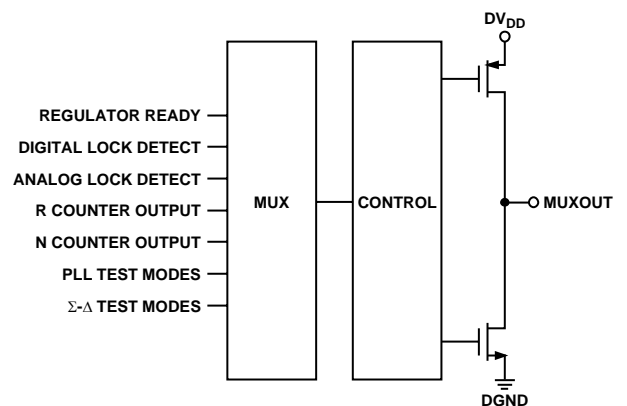 DVDD
REGULATOR READY
DIGITAL LOCK DETECT
ANALOG LOCK DETECT
R COUNTER OUTPUT
N COUNTER OUTPUT
PLL TEST MODES
Σ-Δ TEST MODES
MUX
CONTROL
MUXOUT
DGND